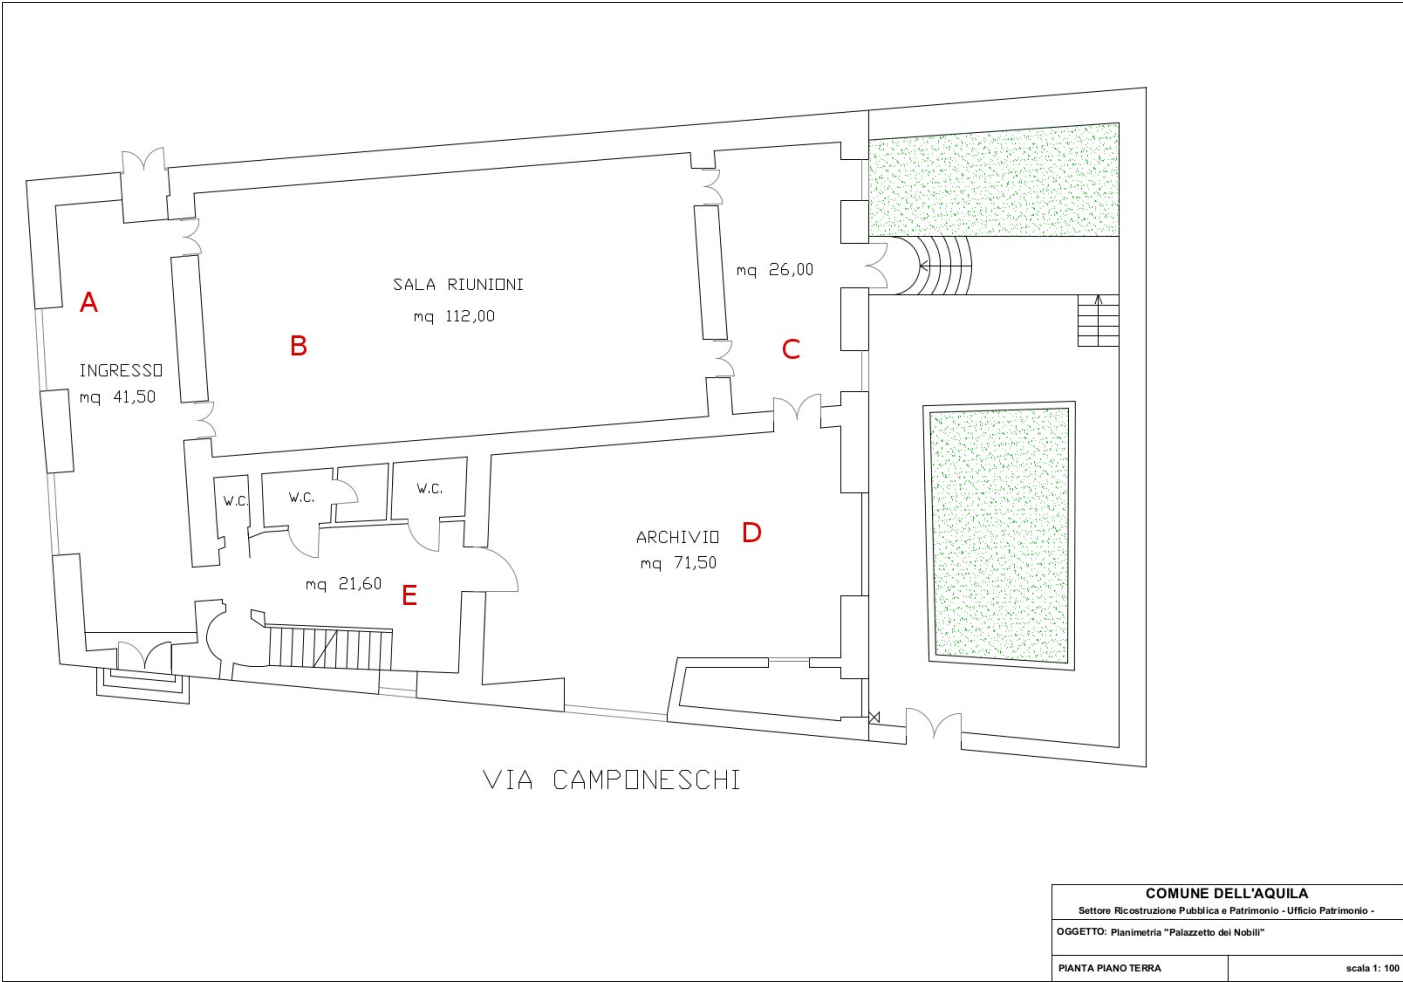 A
INGRESSO
mq 41,50
SALA RIUNIONI
mq 112,00
B
mq 26,00
C
W.C.
W.C.
W.C.
mq 21,60
E
ARCHIVIO
mq 71,50
D
VIA CAMPONESCHI
COMUNE DELL'AQUILA
Settore Ricostruzione Pubblica e Patrimonio - Ufficio Patrimonio -
OGGETTO: Planimetria "Palazzetto dei Nobili"
PIANTA PIANO TERRA
scala 1: 100